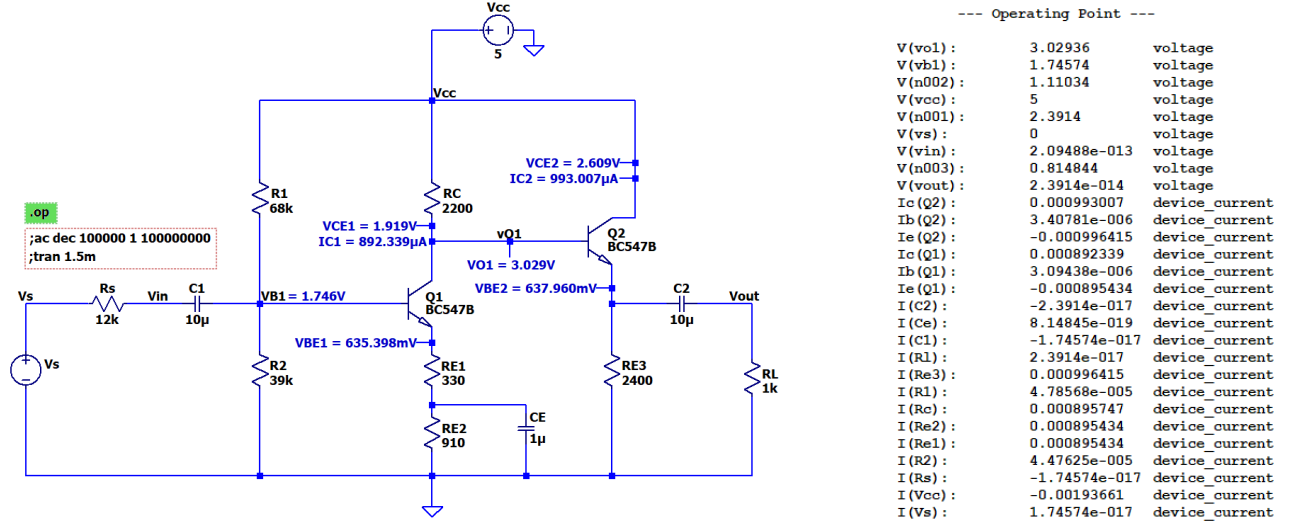 Vcc
5
Vcc
R1
68k
RC
2200
VCE2 = 2.609V
IC2 = 993.007µA
.op
;ac dec 100000 1 100000000
;tran 1.5m
VCE1 = 1.919V
IC1 = 892.339µA
vO1
Q2
BC547B
VO1 = 3.029V
Vs
Rs
12k
Vin
C1
10µ
VB1 = 1.746V
Q1
BC547B
VBE2 = 637.960mV
C2
10µ
Vout
VBE1 = 635.398mV
Vs
R2
39k
RE1
330
RE3
2400
RL
1k
RE2
910
CE
1µ
--- Operating Point ---
V(vo1): 3.02936 voltage
V(vb1): 1.74574 voltage
V(n002): 1.11034 voltage
V(vcc): 5 voltage
V(n001): 2.3914 voltage
V(vs): 0 voltage
V(vin): 2.09488e-013 voltage
V(n003): 0.814844 voltage
V(vout): 2.3914e-014 voltage
Ic(Q2): 0.000993007 device_current
Ib(Q2): 3.40781e-006 device_current
Ie(Q2): -0.000996415 device_current
Ic(Q1): 0.000892339 device_current
Ib(Q1): 3.09438e-006 device_current
Ie(Q1): -0.000895434 device_current
I(C2): -2.3914e-017 device_current
I(Ce): 8.14845e-019 device_current
I(C1): -1.74574e-017 device_current
I(Rl): 2.3914e-017 device_current
I(Re3): 0.000996415 device_current
I(R1): 4.78568e-005 device_current
I(Rc): 0.000895747 device_current
I(Re2): 0.000895434 device_current
I(Re1): 0.000895434 device_current
I(R2): 4.47625e-005 device_current
I(Rs): -1.74574e-017 device_current
I(Vcc): -0.00193661 device_current
I(Vs): 1.74574e-017 device_current